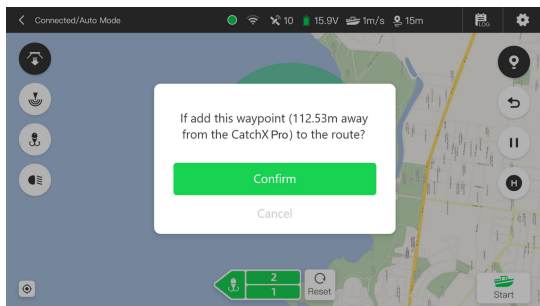 Connected/Auto Mode
10
15.9V
1m/s
15m
LOG
If add this waypoint (112.53m away
from the CatchX Pro) to the route?
Confirm
Cancel
H
2
1
Reset
Start